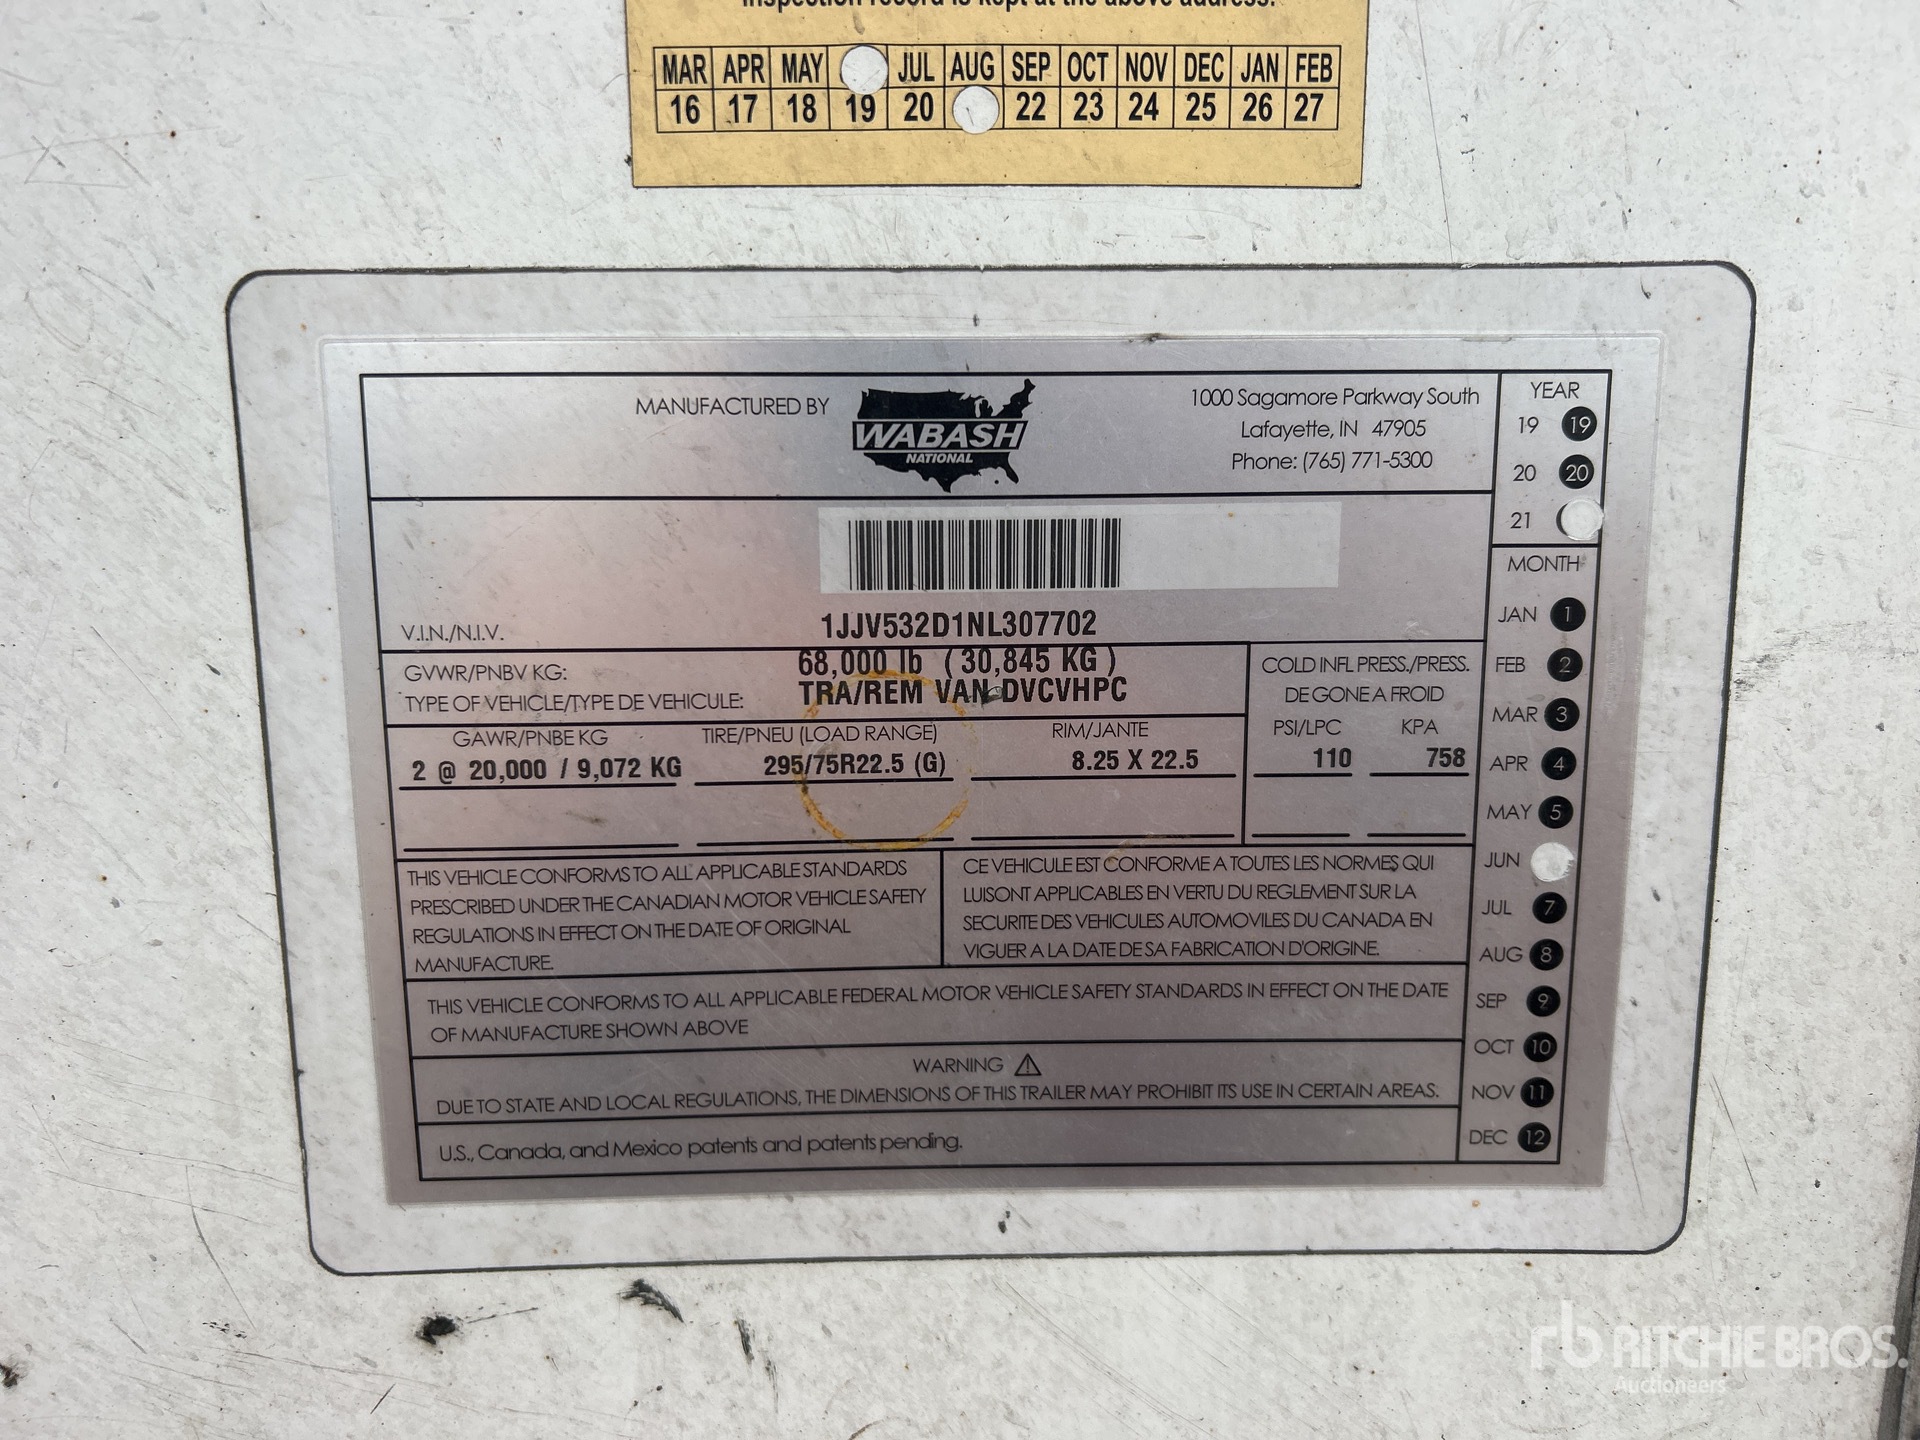 Inspection record is kept at the above address.
MAR APR MAY JUL AUG SEP OCT NOV DEC JAN FEB
16 17 18 19 20 22 23 24 25 26 27
MANUFACTURED BY
WABASH
NATIONAL
1000 Sagamore Parkway South
Lafayette, IN 47905
Phone: (765) 771-5300
YEAR
19 19
20 20
21
MONTH
JAN 1
FEB 2
MAR 3
APR 4
MAY 5
JUN
JUL 7
AUG 8
SEP 9
OCT 10
NOV 11
DEC 12
V.I.N./N.I.V. 1JJV532D1NL307702
GVWR/PNBV KG: 68,000 lb ( 30,845 KG )
TYPE OF VEHICLE/TYPE DE VEHICULE: TRA/REM VAN DVCVHPC
COLD INFL PRESS./PRESS.
DE GONE A FROID
PSI/LPC KPA
110 758
GAWR/PNBE KG TIRE/PNEU (LOAD RANGE) RIM/JANTE
2 @ 20,000 / 9,072 KG 295/75R22.5 (G) 8.25 X 22.5
THIS VEHICLE CONFORMS TO ALL APPLICABLE STANDARDS
PRESCRIBED UNDER THE CANADIAN MOTOR VEHICLE SAFETY
REGULATIONS IN EFFECT ON THE DATE OF ORIGINAL
MANUFACTURE.
CE VEHICULE EST CONFORME A TOUTES LES NORMES QUI
LUI SONT APPLICABLES EN VERTU DU REGLEMENT SUR LA
SECURITE DES VEHICULES AUTOMOVILES DU CANADA EN
VIGUER A LA DATE DE SA FABRICATION D'ORIGINE.
THIS VEHICLE CONFORMS TO ALL APPLICABLE FEDERAL MOTOR VEHICLE SAFETY STANDARDS IN EFFECT ON THE DATE
OF MANUFACTURE SHOWN ABOVE
WARNING
DUE TO STATE AND LOCAL REGULATIONS, THE DIMENSIONS OF THIS TRAILER MAY PROHIBIT ITS USE IN CERTAIN AREAS.
U.S., Canada, and Mexico patents and patents pending.
rb RITCHIE BROS.
Auctioneers